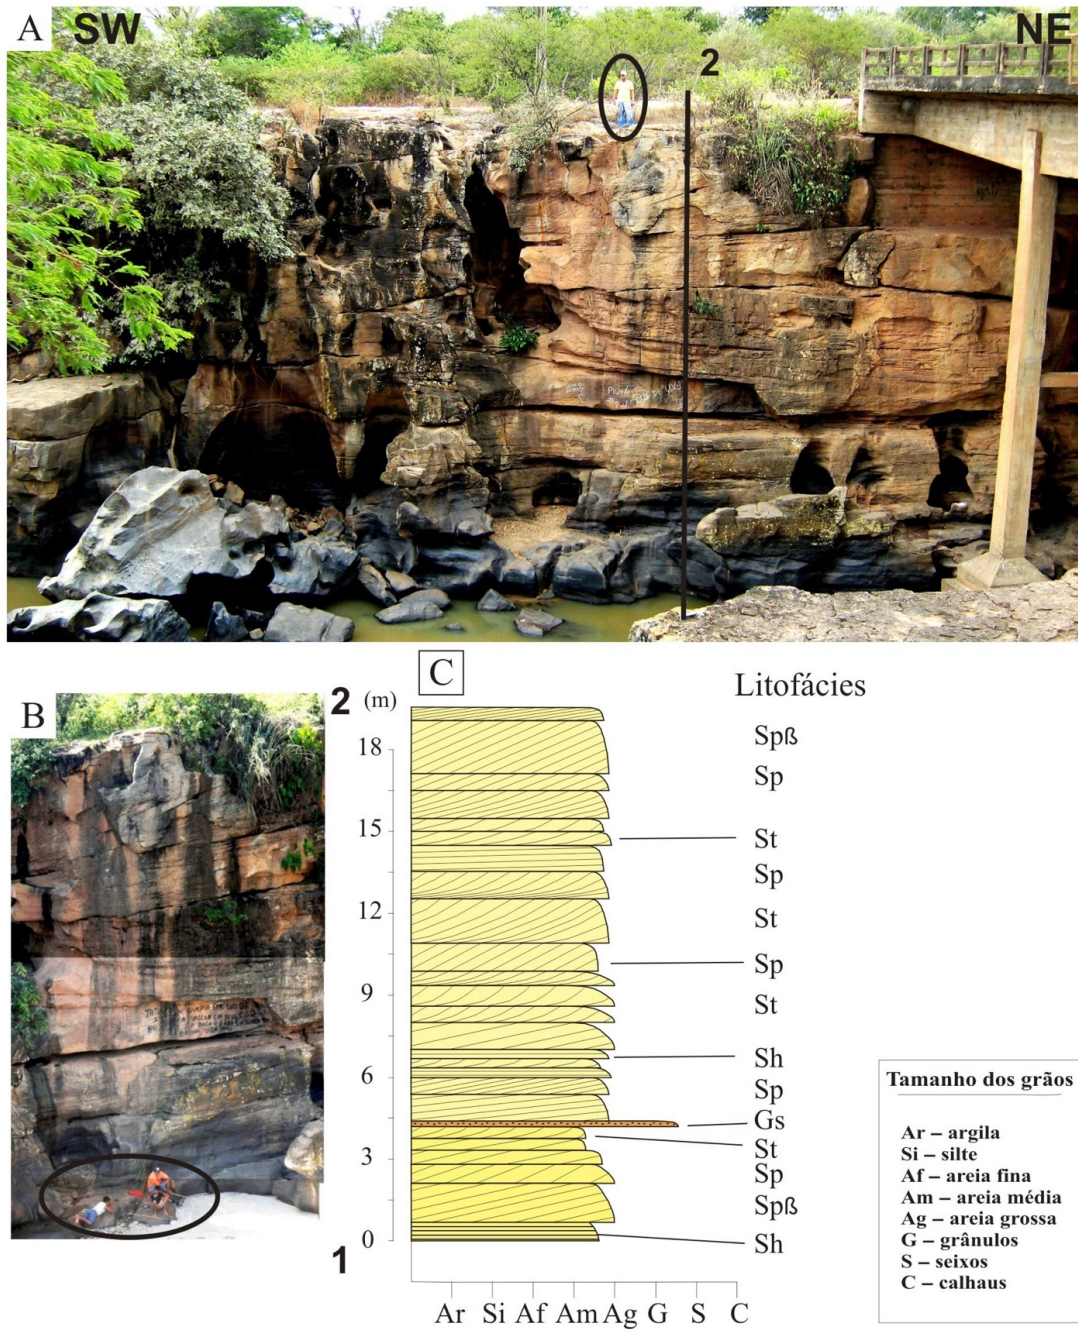 A SW NE
2
B
2 (m)
C
Litofácies
18
15
12
9
6
3
0
1
Spß
Sp
St
Sp
St
Sp
St
Sh
Sp
Gs
St
Sp
Spß
Sh
Ar Si Af Am Ag G S C
Tamanho dos grãos
Ar – argila
Si – silte
Af – areia fina
Am – areia média
Ag – areia grossa
G – grânulos
S – seixos
C – calhaus